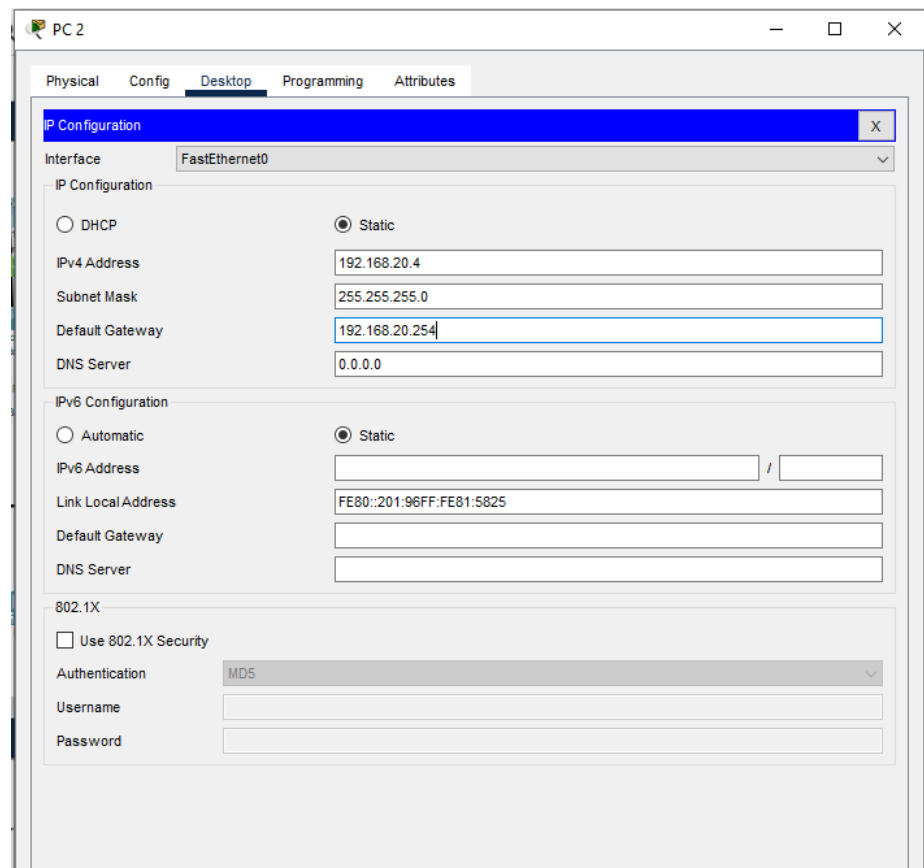 PC 2
Physical Config Desktop Programming Attributes
IP Configuration X
Interface FastEthernet0
IP Configuration
DHCP Static
IPv4 Address 192.168.20.4
Subnet Mask 255.255.255.0
Default Gateway 192.168.20.254
DNS Server 0.0.0.0
IPv6 Configuration
Automatic Static
IPv6 Address /
Link Local Address FE80::201:96FF:FE81:5825
Default Gateway
DNS Server
802.1X
Use 802.1X Security
Authentication MD5
Username
Password